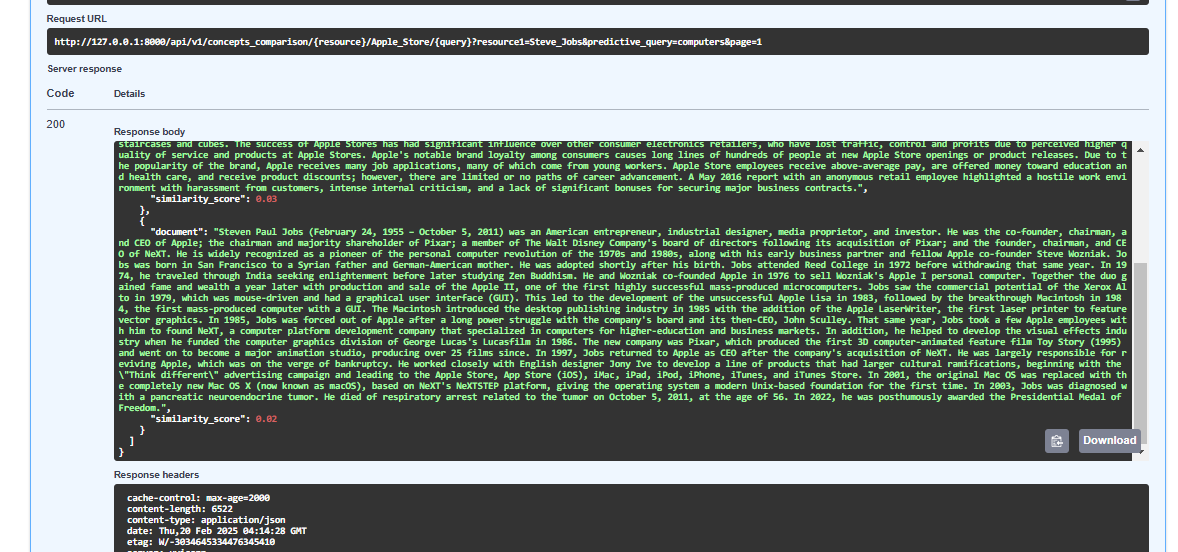 Request URL
http://127.0.0.1:8000/api/v1/concepts_comparison/{resource}/Apple_Store/{query}?resource1=Steve_Jobs&predictive_query=computers&page=1
Server response
Code Details
200
Response body
staircases and cubes. The success of Apple Stores has had significant influence over other consumer electronics retailers, who have lost traffic, control and profits due to perceived higher q
uality of service and products at Apple Stores. Apple's notable brand loyalty among consumers causes long lines of hundreds of people at new Apple Store openings or product releases. Due to t
he popularity of the brand, Apple receives many job applications, many of which come from young workers. Apple Store employees receive above-average pay, are offered money toward education an
d health care, and receive product discounts; however, there are limited or no paths of career advancement. A May 2016 report with an anonymous retail employee highlighted a hostile work envi
ronment with harassment from customers, intense internal criticism, and a lack of significant bonuses for securing major business contracts.",
"similarity_score": 0.03
},
{
"document": "Steven Paul Jobs (February 24, 1955 – October 5, 2011) was an American entrepreneur, industrial designer, media proprietor, and investor. He was the co-founder, chairman, a
nd CEO of Apple; the chairman and majority shareholder of Pixar; a member of The Walt Disney Company's board of directors following its acquisition of Pixar; and the founder, chairman, and CE
O of NeXT. He is widely recognized as a pioneer of the personal computer revolution of the 1970s and 1980s, along with his early business partner and fellow Apple co-founder Steve Wozniak. Jo
bs was born in San Francisco to a Syrian father and German-American mother. He was adopted shortly after his birth. Jobs attended Reed College in 1972 before withdrawing that same year. In 19
74, he traveled through India seeking enlightenment before later studying Zen Buddhism. He and Wozniak co-founded Apple in 1976 to sell Wozniak's Apple I personal computer. Together the duo g
ained fame and wealth a year later with production and sale of the Apple II, one of the first highly successful mass-produced microcomputers. Jobs saw the commercial potential of the Xerox Al
to in 1979, which was mouse-driven and had a graphical user interface (GUI). This led to the development of the unsuccessful Apple Lisa in 1983, followed by the breakthrough Macintosh in 198
4, the first mass-produced computer with a GUI. The Macintosh introduced the desktop publishing industry in 1985 with the addition of the Apple LaserWriter, the first laser printer to feature
vector graphics. In 1985, Jobs was forced out of Apple after a long power struggle with the company's board and its then-CEO, John Sculley. That same year, Jobs took a few Apple employees wit
h him to found NeXT, a computer platform development company that specialized in computers for higher-education and business markets. In addition, he helped to develop the visual effects indu
stry when he funded the computer graphics division of George Lucas's Lucasfilm in 1986. The new company was Pixar, which produced the first 3D computer-animated feature film Toy Story (1995)
and went on to become a major animation studio, producing over 25 films since. In 1997, Jobs returned to Apple as CEO after the company's acquisition of NeXT. He was largely responsible for r
eviving Apple, which was on the verge of bankruptcy. He worked closely with English designer Jony Ive to develop a line of products that had larger cultural ramifications, beginning with the
\"Think different\" advertising campaign and leading to the Apple Store, App Store (iOS), iMac, iPad, iPod, iPhone, iTunes, and iTunes Store. In 2001, the original Mac OS was replaced with th
e completely new Mac OS X (now known as macOS), based on NeXT's NeXTSTEP platform, giving the operating system a modern Unix-based foundation for the first time. In 2003, Jobs was diagnosed w
ith a pancreatic neuroendocrine tumor. He died of respiratory arrest related to the tumor on October 5, 2011, at the age of 56. In 2022, he was posthumously awarded the Presidential Medal of
Freedom.",
"similarity_score": 0.02
}
]
}
Download
Response headers
cache-control: max-age=2000
content-length: 6522
content-type: application/json
date: Thu,20 Feb 2025 04:14:28 GMT
etag: W/-3034645334476345410